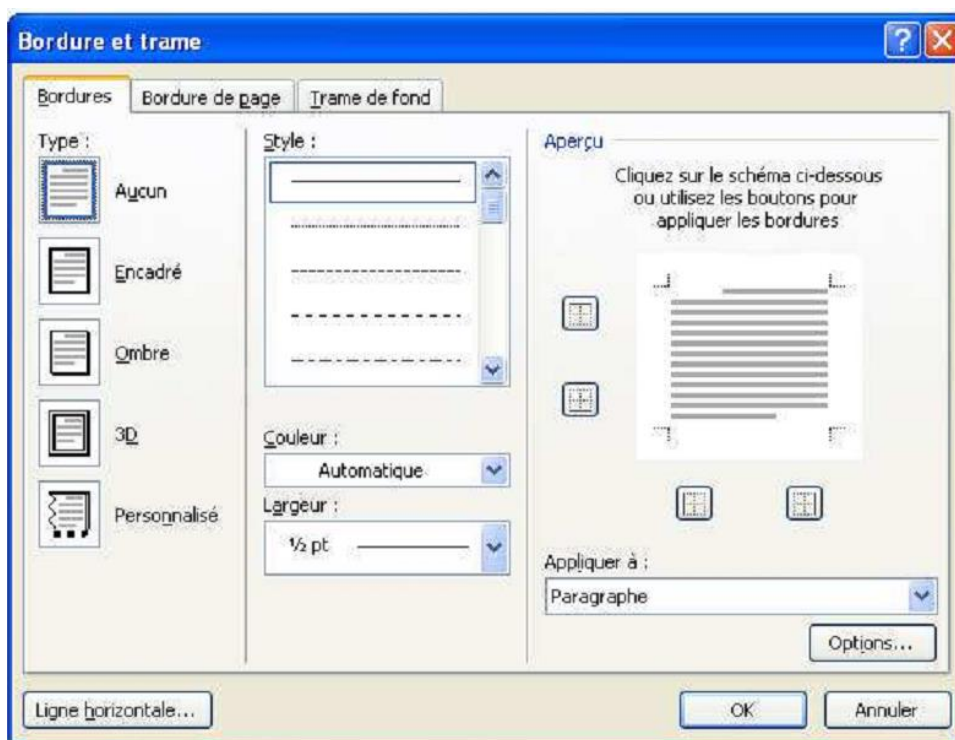 Bordure et trame
Bordures
Bordure de page
Trame de fond
Type :
Aucun
Encadré
Ombre
3D
Personnalisé
Style :
Couleur :
Automatique
Largeur :
½ pt
Aperçu
Cliquez sur le schéma ci-dessous
ou utilisez les boutons pour
appliquer les bordures
Appliquer à :
Paragraphe
Options...
Ligne horizontale...
OK
Annuler